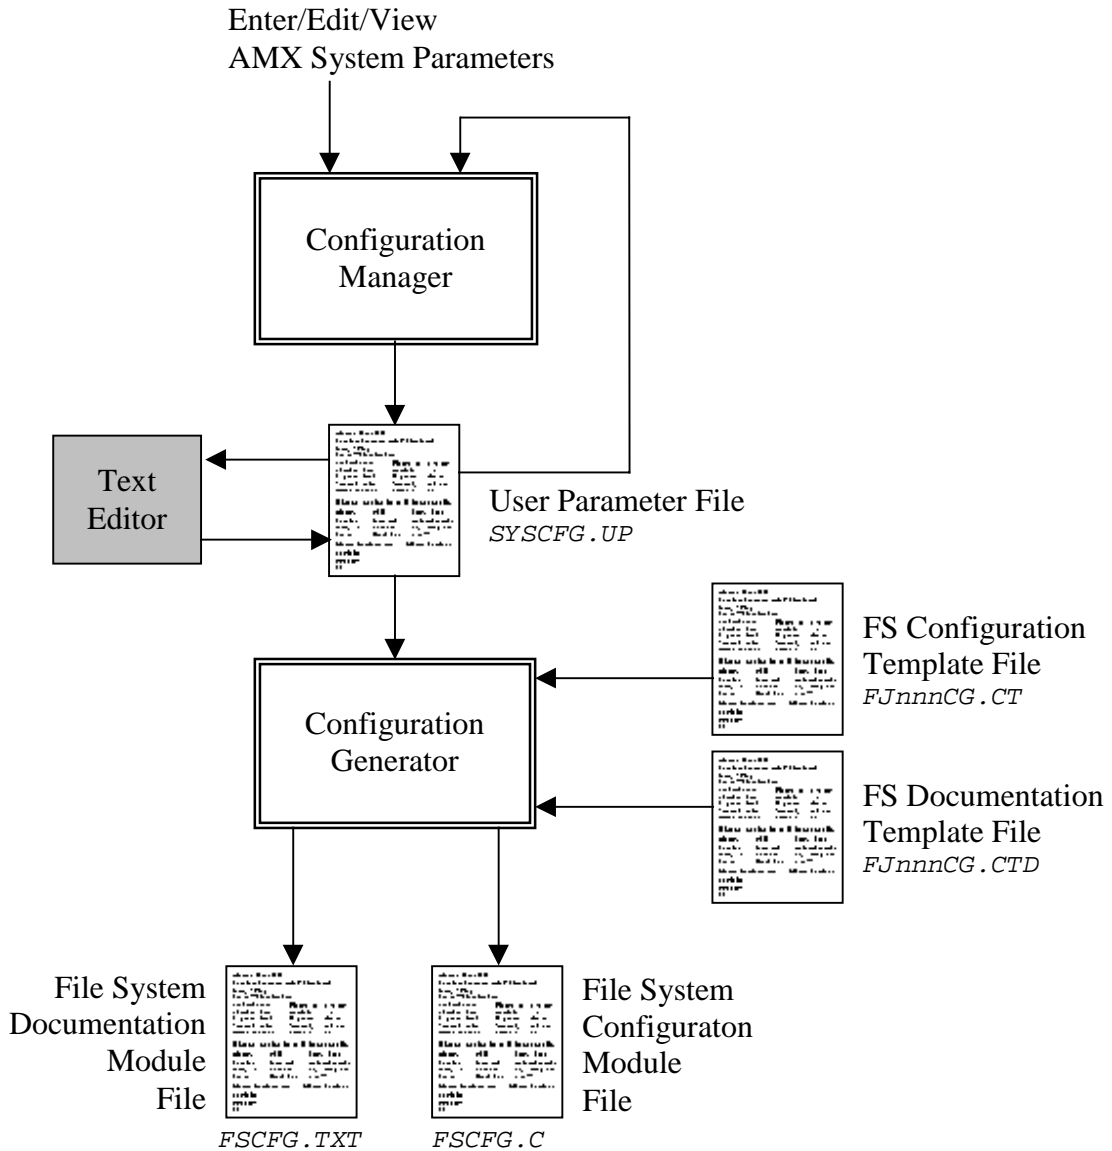 Enter/Edit/View
AMX System Parameters
Configuration
Manager
Text
Editor
User Parameter File
SYSCFG.UP
FS Configuration
Template File
FJnnnCG.CT
Configuration
Generator
FS Documentation
Template File
FJnnnCG.CTD
File System
Documentation
Module
File
FSCFG.TXT
File System
Configuraton
Module
File
FSCFG.C